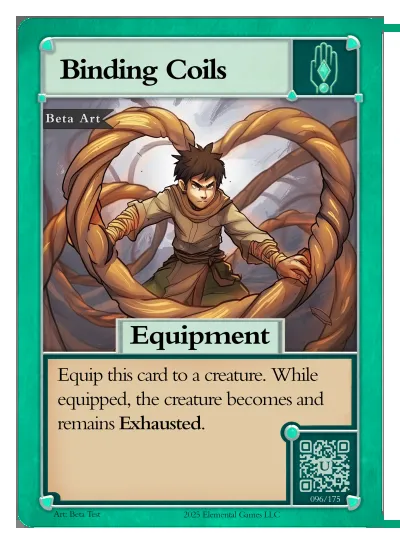 Binding Coils
Beta Art
Equipment
Equip this card to a creature. While
equipped, the creature becomes and
remains Exhausted.
U
096/175
Art: Beta Test
2025 Elemental Games LLC